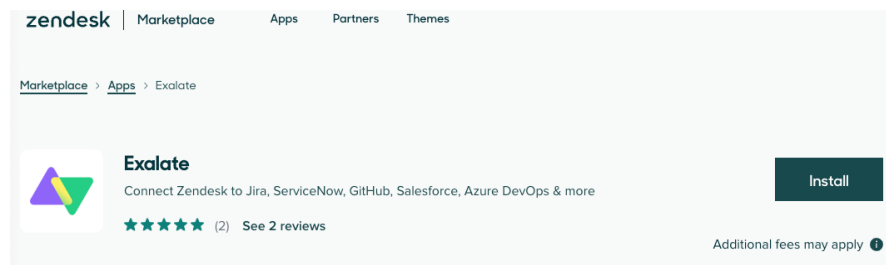 zendesk Marketplace Apps Partners Themes
Marketplace > Apps > Exalate
Exalate
Install
Connect Zendesk to Jira, ServiceNow, GitHub, Salesforce, Azure DevOps & more
(2) See 2 reviews
Additional fees may apply